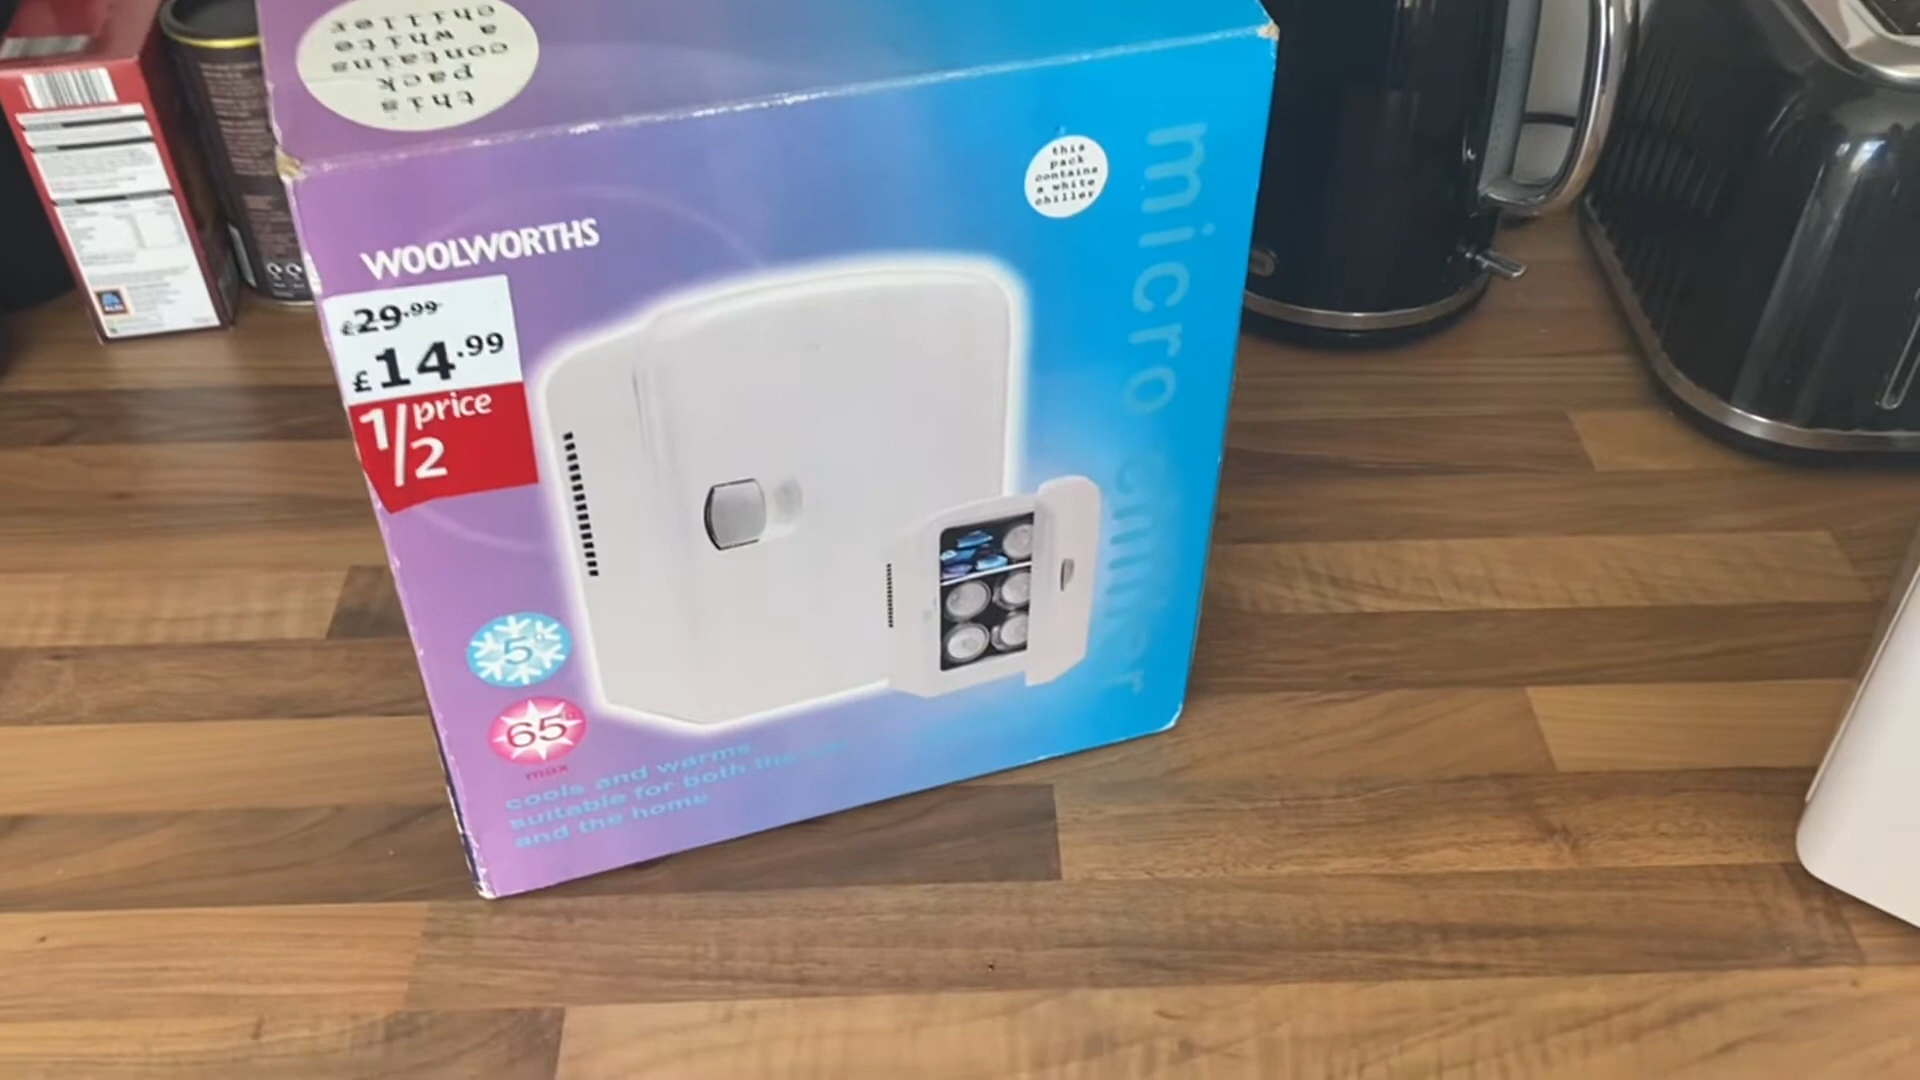 this
pack
contains
a white
chiller
this
pack
contains
a white
chiller
WOOLWORTHS
£29.99
£14.99
1/2 price
micro chiller
5°
65°
max
cools and warms
suitable for both the
and the home
ALDI